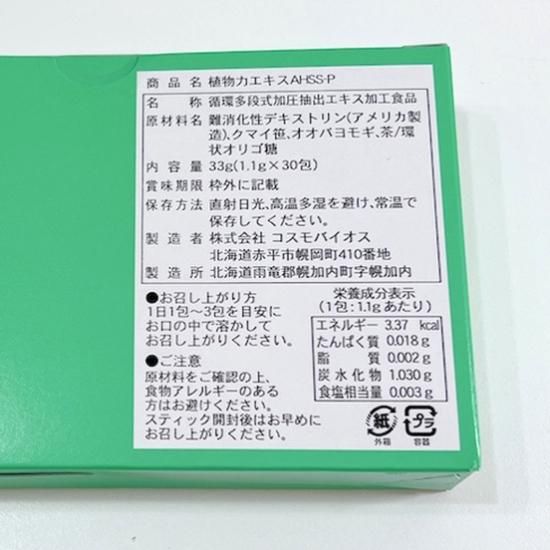 商品名 植物力エキスAHSS-P
名称 循環多段式加圧抽出エキス加工食品
原材料名 難消化性デキストリン(アメリカ製
造),クマイ笹、オオバヨモギ、茶/環
状オリゴ糖
内容量 33g(1.1g×30包)
賞味期限 枠外に記載
保存方法 直射日光、高温多湿を避け、常温で
保存してください。
製造者 株式会社 コスモバイオス
北海道赤平市幌岡町410番地
製造所 北海道雨竜郡幌加内町字幌加内
●お召し上がり方
1日1包～3包を目安に
お口の中で溶かして
お召し上がりください。
●ご注意
原材料をご確認の上、
食物アレルギーのある
方はお避けください。
スティック開封後はお早めに
お召し上がりください。
栄養成分表示
(1包:1.1gあたり)
エネルギー 3.37 kcal
たんぱく質 0.018 g
脂質 0.002 g
炭水化物 1.030 g
食塩相当量 0.003 g
紙 プラ
外箱 容器